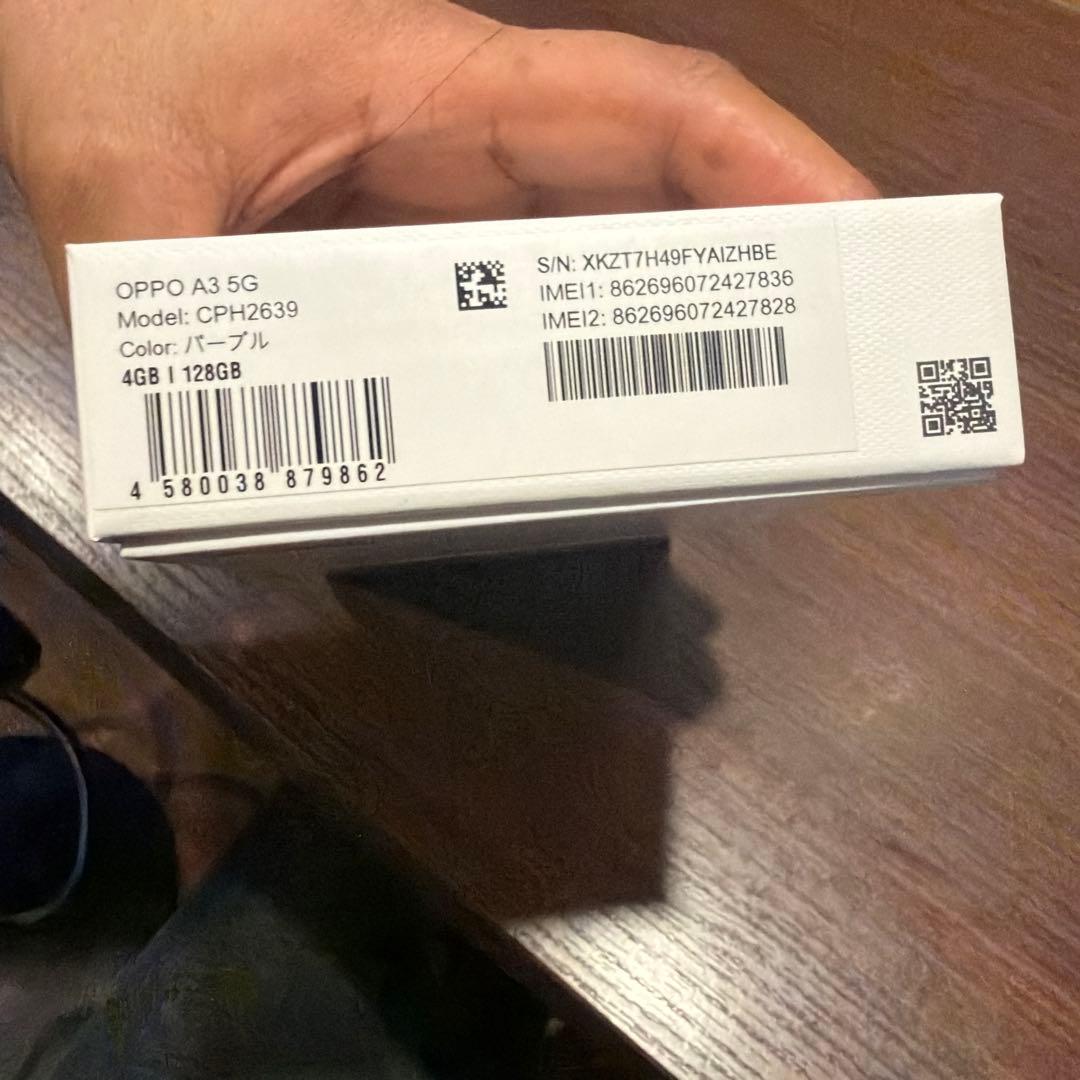 OPPO A3 5G
Model: CPH2639
Color: パープル
4GB | 128GB
4 580038 879862
S/N: XKZT7H49FYAIZHBE
IMEI1: 862696072427836
IMEI2: 862696072427828